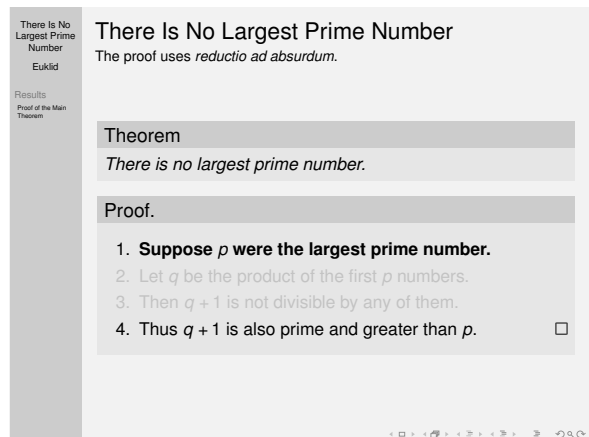 There Is No
Largest Prime
Number
Euklid
Results
Proof of the Main
Theorem
There Is No Largest Prime Number
The proof uses reductio ad absurdum.
Theorem
There is no largest prime number.
Proof.
1. Suppose p were the largest prime number.
2. Let q be the product of the first p numbers.
3. Then q + 1 is not divisible by any of them.
4. Thus q + 1 is also prime and greater than p. □